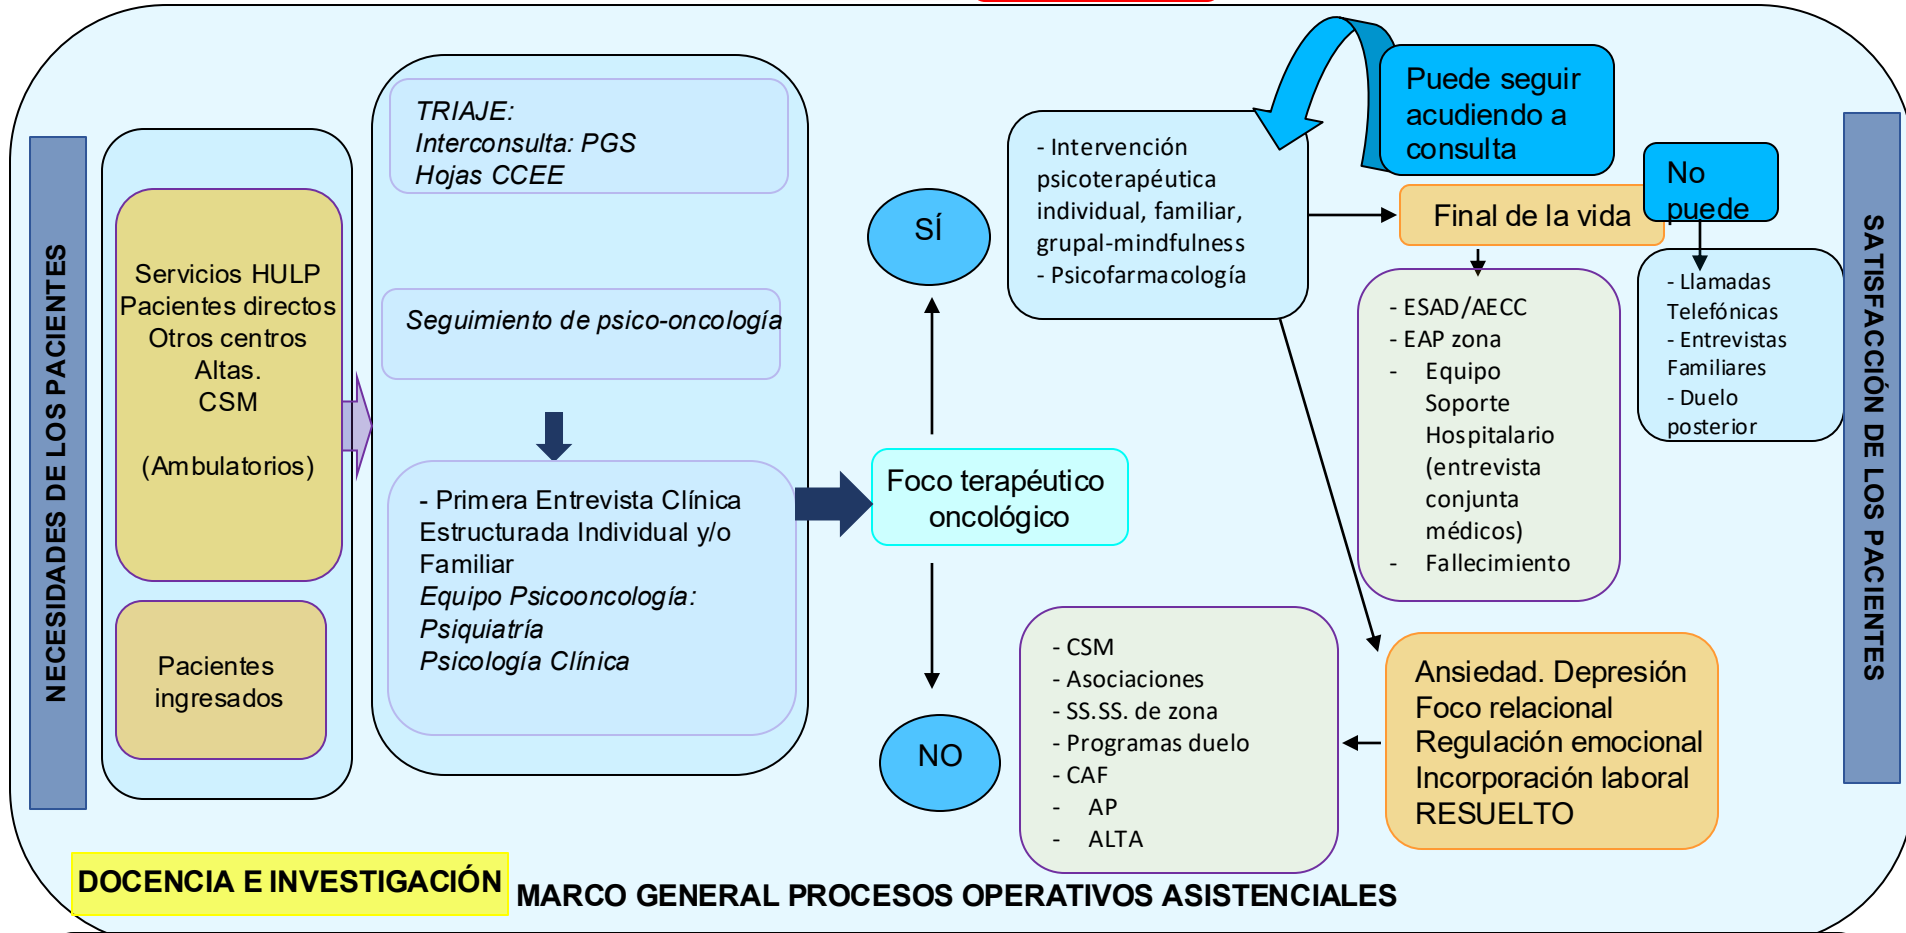 NECESIDADES DE LOS PACIENTES
Servicios HULP
Pacientes directos
Otros centros
Altas.
CSM
(Ambulatorios)
Pacientes
ingresados
TRIAJE:
Interconsulta: PGS
Hojas CCEE
Seguimiento de psico-oncología
- Primera Entrevista Clínica
Estructurada Individual y/o
Familiar
Equipo Psicooncología:
Psiquiatría
Psicología Clínica
Foco terapéutico
oncológico
SÍ
NO
- Intervención
psicoterapéutica
individual, familiar,
grupal-mindfulness
- Psicofarmacología
Puede seguir
acudiendo a
consulta
Final de la vida
No
puede
- ESAD/AECC
- EAP zona
- Equipo
Soporte
Hospitalario
(entrevista
conjunta
médicos)
- Fallecimiento
- Llamadas
Telefónicas
- Entrevistas
Familiares
- Duelo
posterior
- CSM
- Asociaciones
- SS.SS. de zona
- Programas duelo
- CAF
- AP
- ALTA
Ansiedad. Depresión
Foco relacional
Regulación emocional
Incorporación laboral
RESUELTO
SATISFACCIÓN DE LOS PACIENTES
DOCENCIA E INVESTIGACIÓN
MARCO GENERAL PROCESOS OPERATIVOS ASISTENCIALES